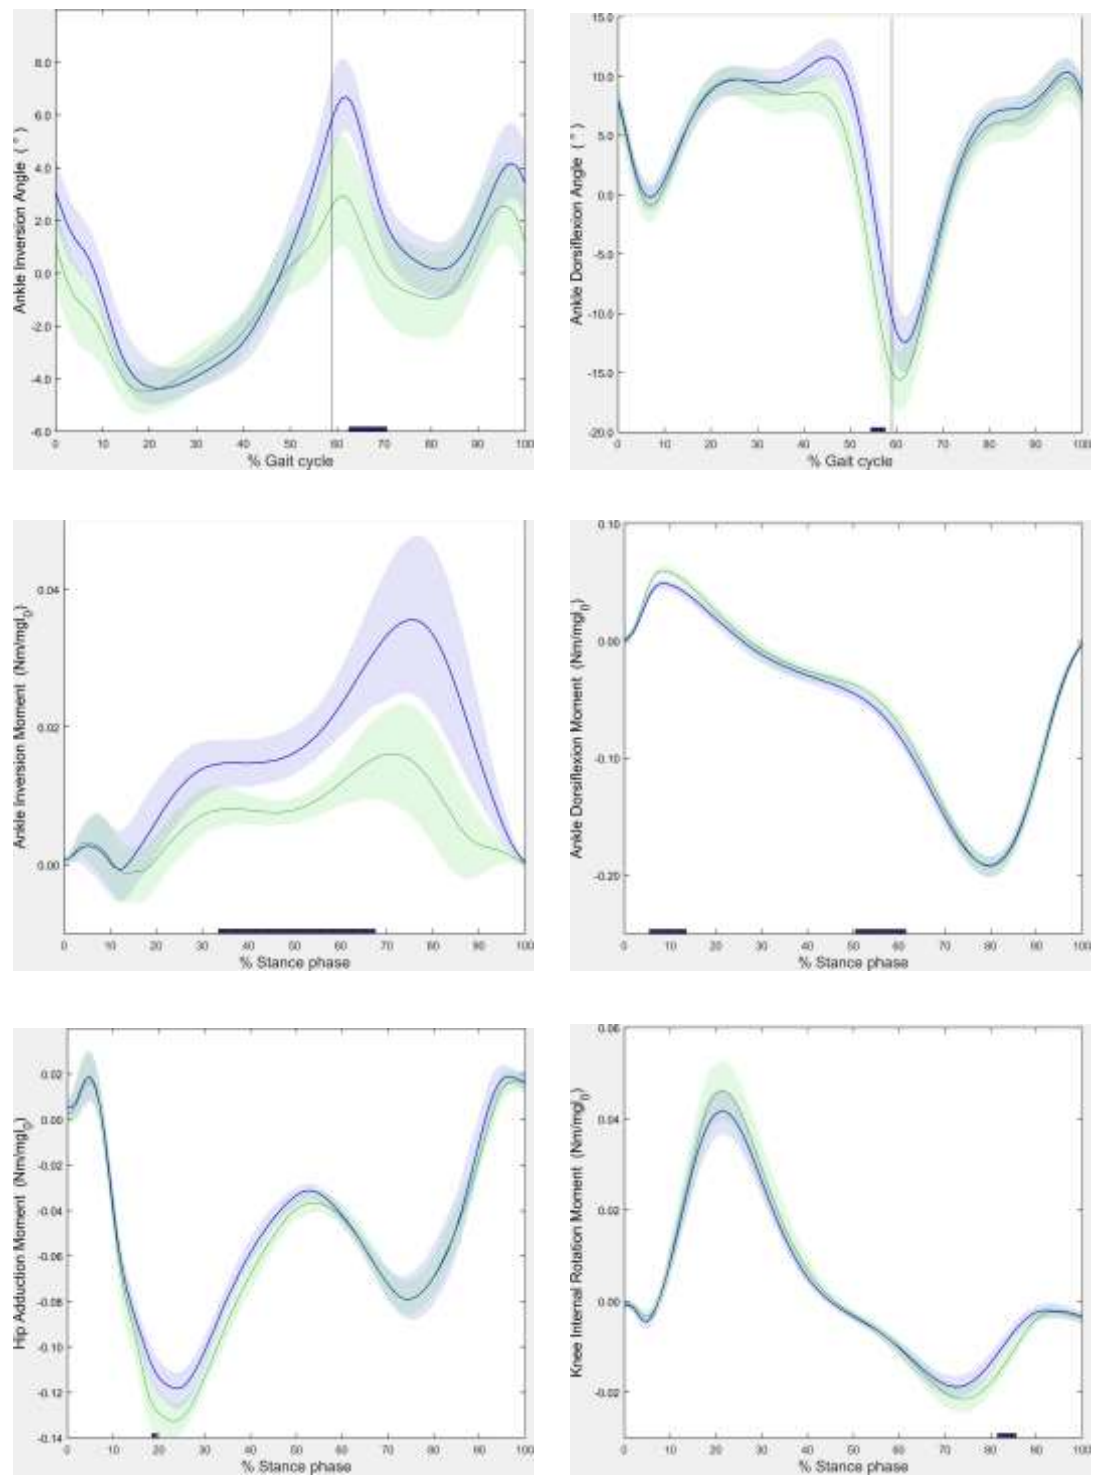 Ankle Inversion Angle ( ° )
8.0
6.0
4.0
2.0
0.0
-2.0
-4.0
-6.0
0 10 20 30 40 50 60 70 80 90 100
% Gait cycle
Ankle Dorsiflexion Angle ( ° )
15.0
10.0
5.0
0.0
-5.0
-10.0
-15.0
-20.0
0 10 20 30 40 50 60 70 80 90 100
% Gait cycle
Ankle Inversion Moment (Nm/mgl₀)
0.04
0.02
0.00
0 10 20 30 40 50 60 70 80 90 100
% Stance phase
Ankle Dorsiflexion Moment (Nm/mgl₀)
0.10
0.00
-0.10
-0.20
0 10 20 30 40 50 60 70 80 90 100
% Stance phase
Hip Adduction Moment (Nm/mgl₀)
0.02
0.00
-0.02
-0.04
-0.06
-0.08
-0.10
-0.12
-0.14
0 10 20 30 40 50 60 70 80 90 100
% Stance phase
Knee Internal Rotation Moment (Nm/mgl₀)
0.06
0.04
0.02
0.00
-0.02
0 10 20 30 40 50 60 70 80 90 100
% Stance phase